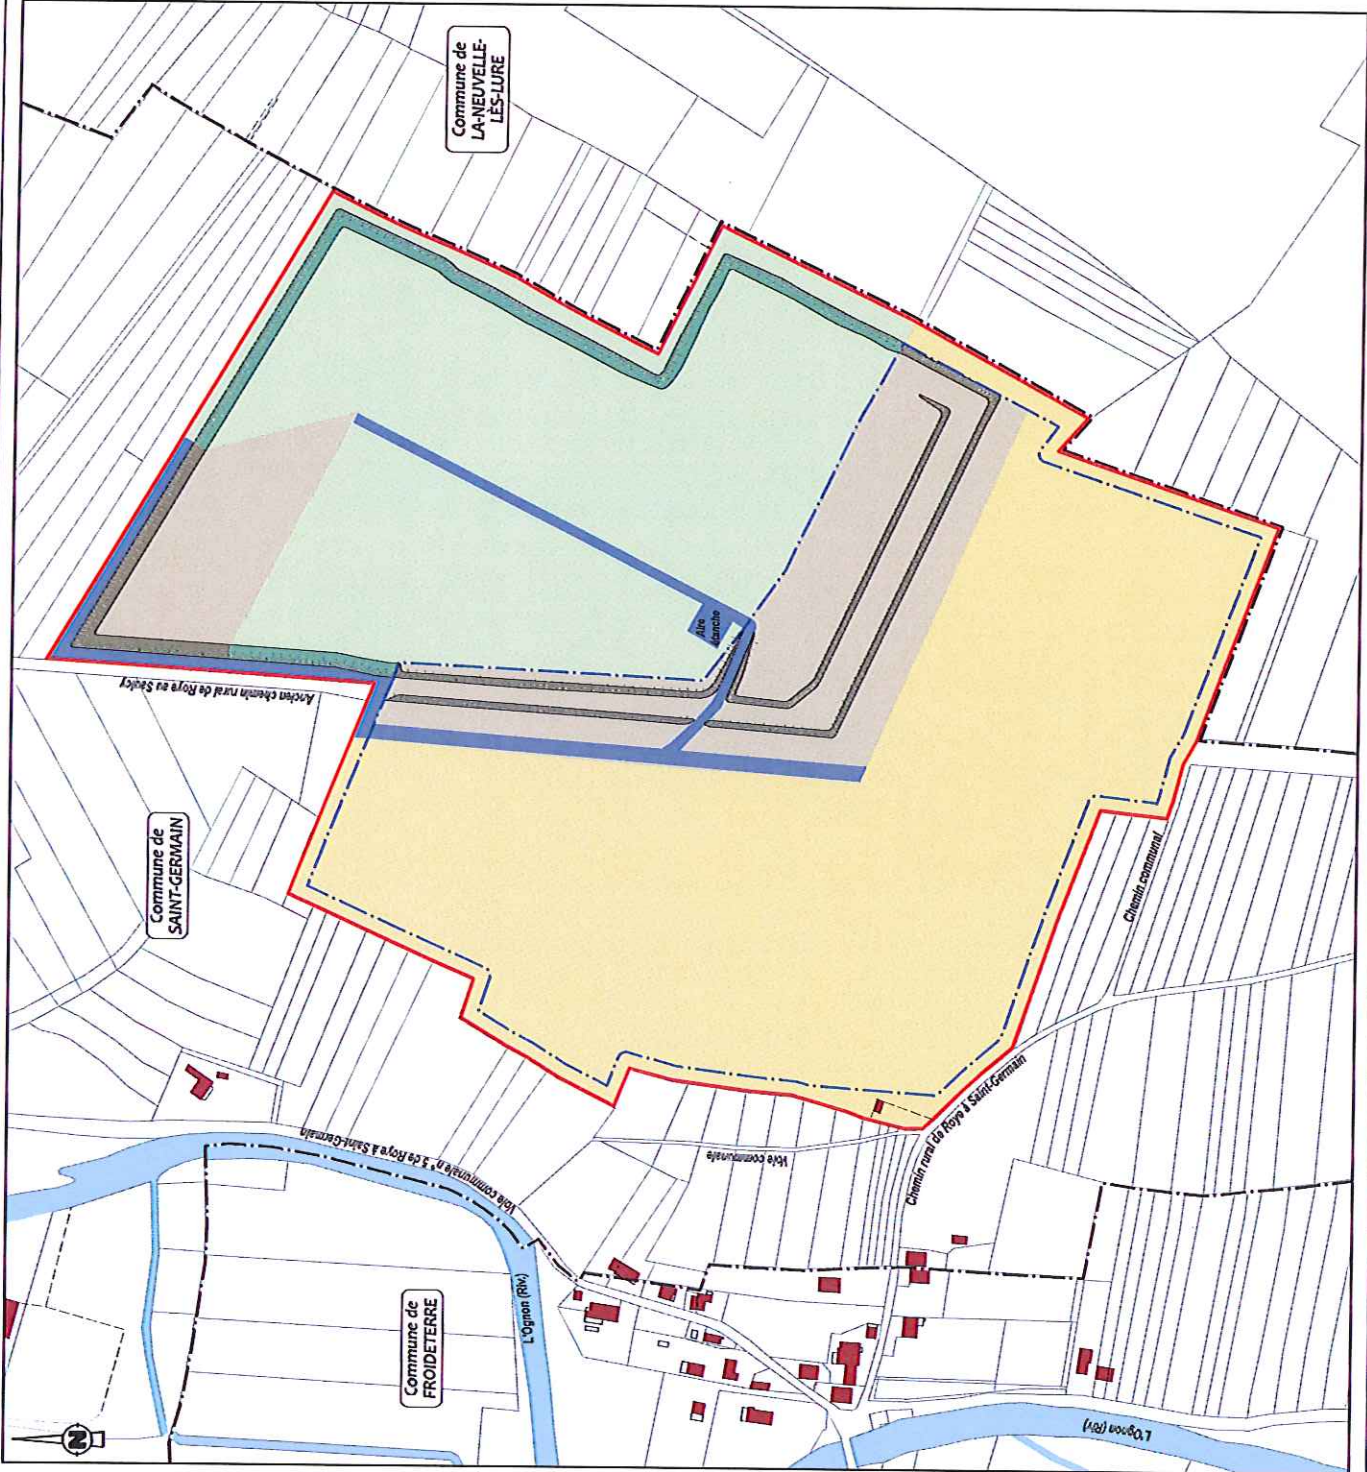 Commune de
LA-NEUVELLE-
LÈS-LURE
Ancien chemin rural de Roye au Saulcy
Commune de
SAINT-GERMAIN
Aire
étanche
Chemin communal
Voie communale n° 5 de Roye à Saint-Germain
Voie communale
Chemin rural de Roye à Saint-Germain
L'Ognon (Riv.)
Commune de
FROIDETERRE
L'Ognon (Riv.)
N